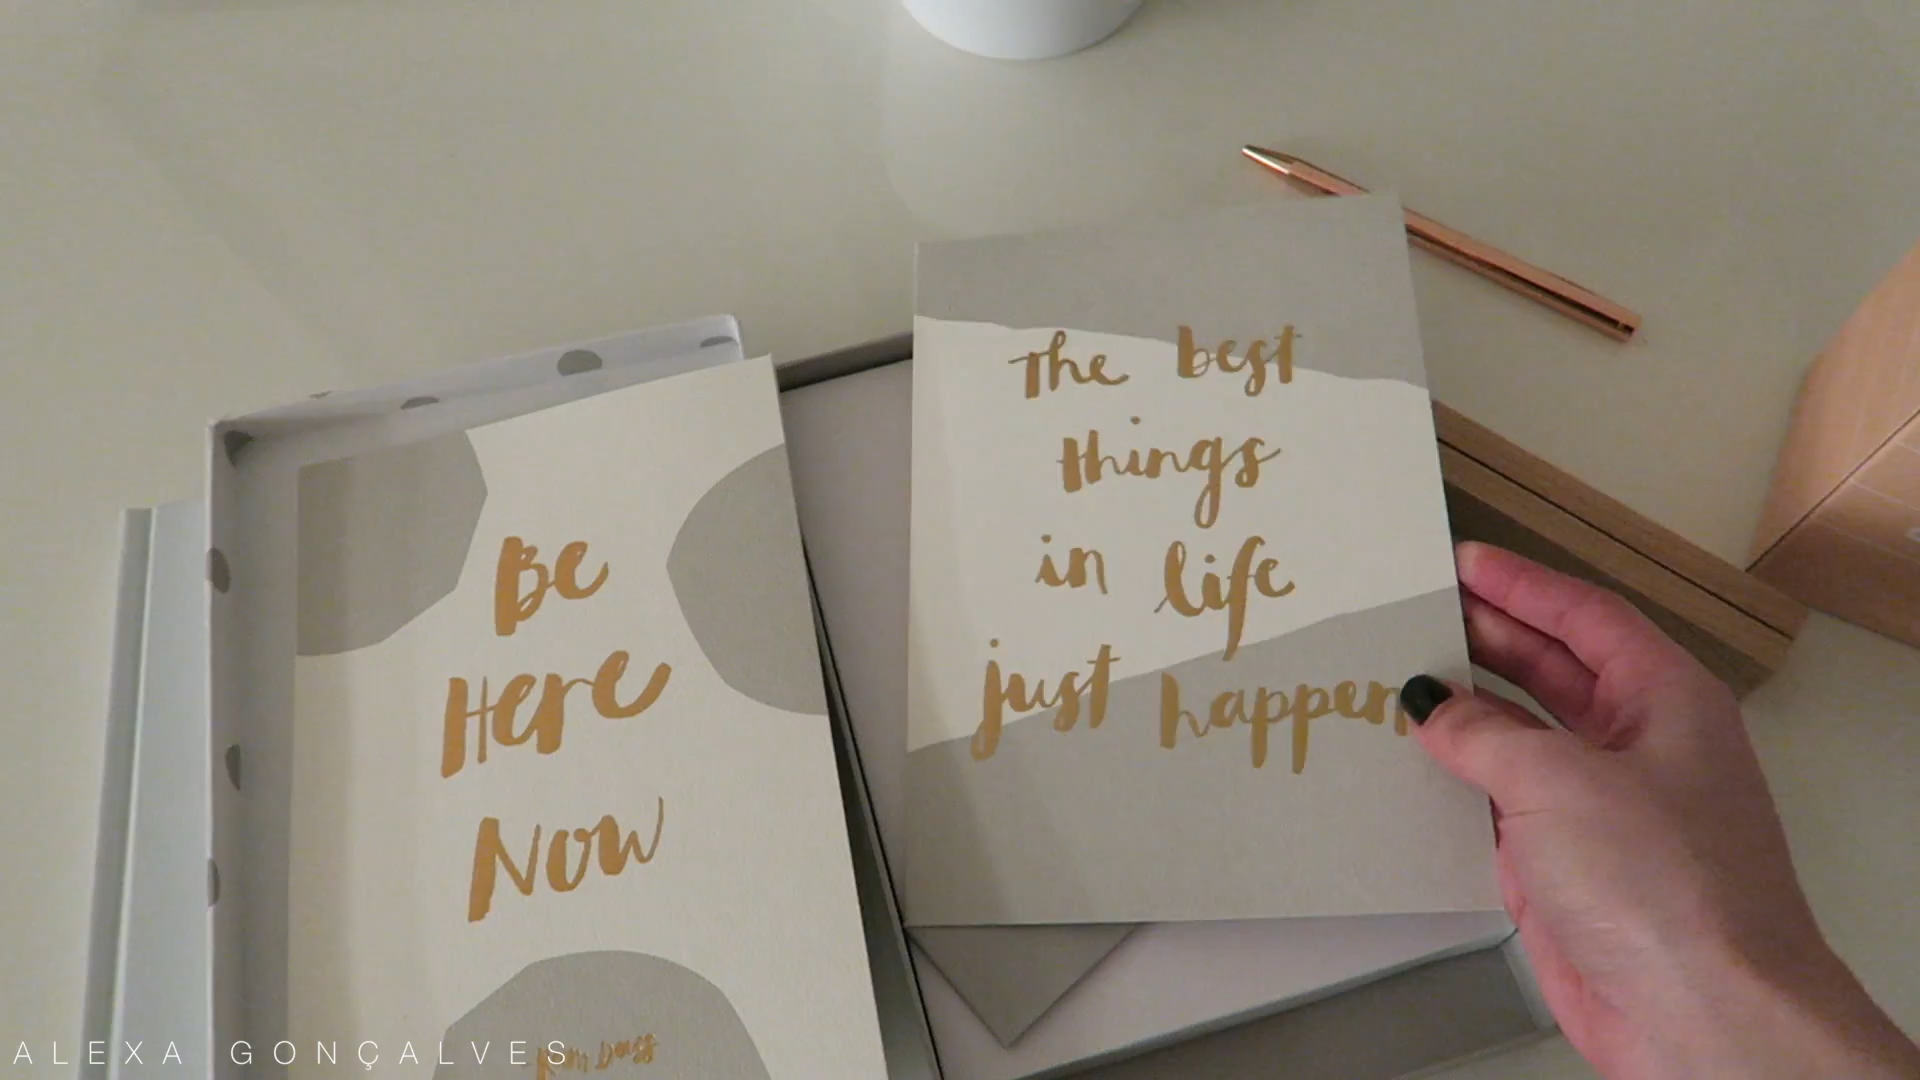 Be
Here
Now
The best
things
in life
just happen
ALEXA GONÇALVES